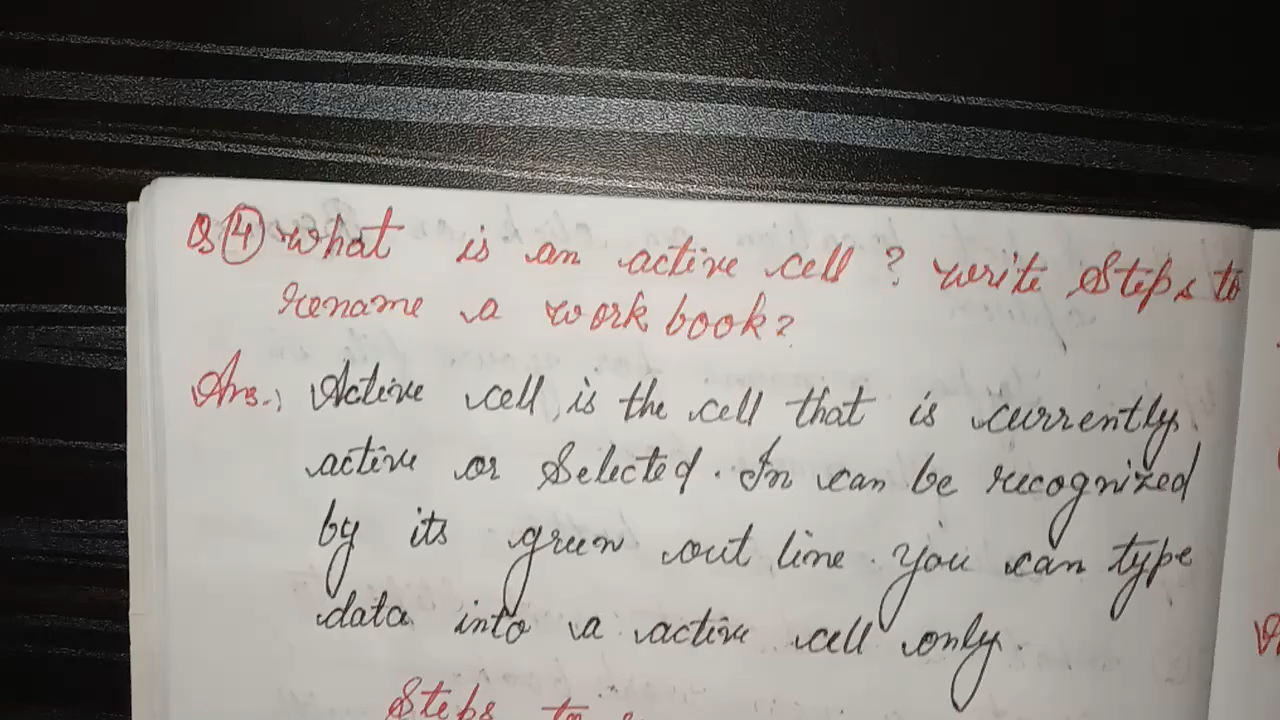 Q④ What is an active cell? Write Steps to
rename a work book?
Ans.: Active cell, is the cell that is currently
active or Selected. In can be recognized
by its green out line. You can type
data into a active cell only.
Steps to